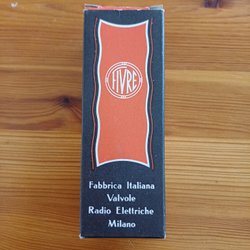 FIVRE
Fabbrica Italiana
Valvole
Radio Elettriche
Milano